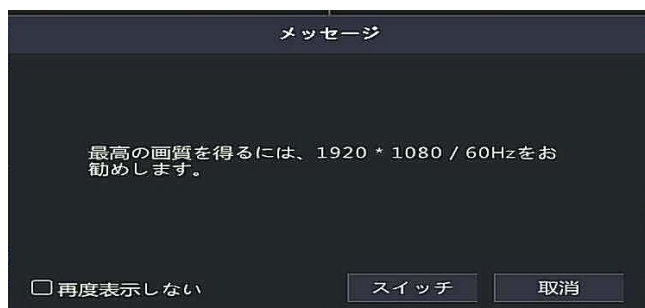 メッセージ
最高の画質を得るには、1920 * 1080 / 60Hzをお
勧めします。
再度表示しない
スイッチ
取消